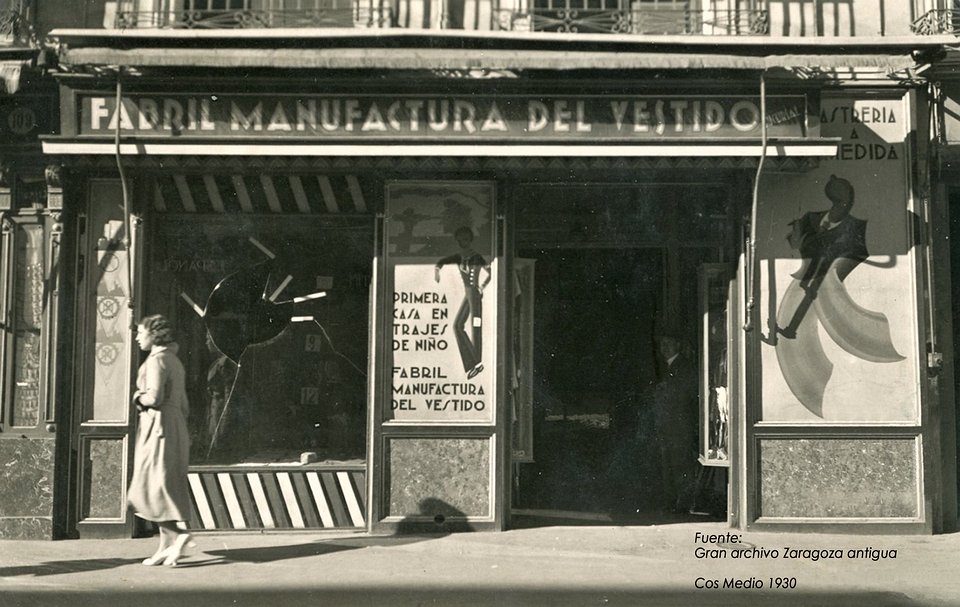 FABRIL MANUFACTURA DEL VESTIDO
SASTRERIA
A
MEDIDA
PRIMERA
CASA EN
TRAJES
DE NIÑO
FABRIL
MANUFACTURA
DEL VESTIDO
Fuente:
Gran archivo Zaragoza antigua
Cos Medio 1930